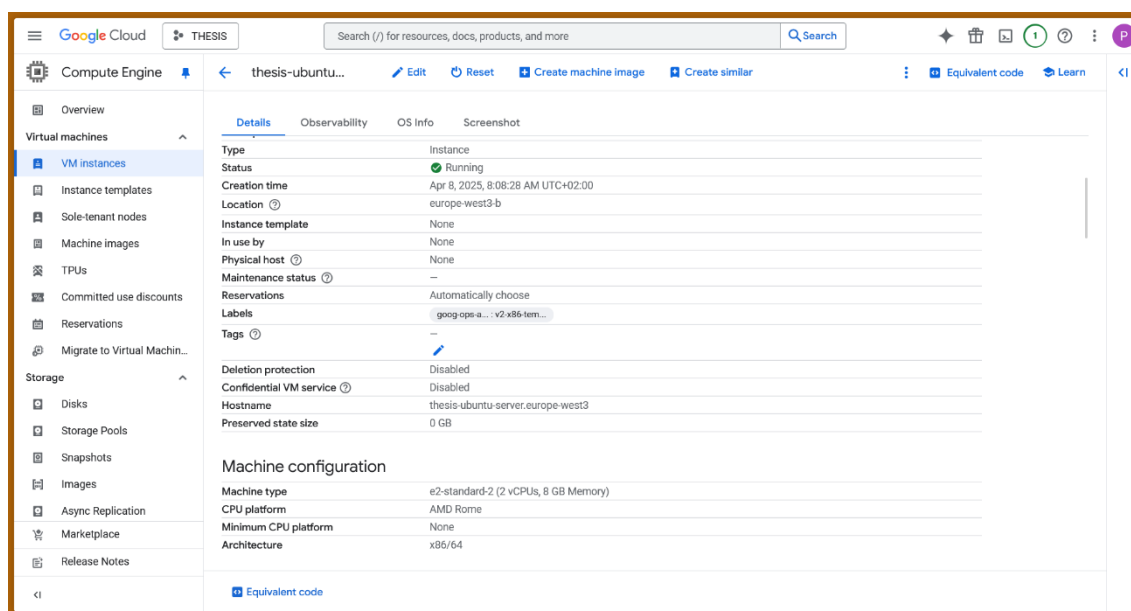 Google Cloud
THESIS
Search (/) for resources, docs, products, and more
Search
1
P
Compute Engine
thesis-ubuntu...
Edit
Reset
Create machine image
Create similar
Equivalent code
Learn
Overview
Virtual machines
VM instances
Instance templates
Sole-tenant nodes
Machine images
TPUs
Committed use discounts
Reservations
Migrate to Virtual Machin...
Storage
Disks
Storage Pools
Snapshots
Images
Async Replication
Marketplace
Release Notes
Details Observability OS Info Screenshot
Type Instance
Status Running
Creation time Apr 8, 2025, 8:08:28 AM UTC+02:00
Location europe-west3-b
Instance template None
In use by None
Physical host None
Maintenance status —
Reservations Automatically choose
Labels goog-ops-a... : v2-x86-tem...
Tags —
Deletion protection Disabled
Confidential VM service Disabled
Hostname thesis-ubuntu-server.europe-west3
Preserved state size 0 GB
Machine configuration
Machine type e2-standard-2 (2 vCPUs, 8 GB Memory)
CPU platform AMD Rome
Minimum CPU platform None
Architecture x86/64
Equivalent code